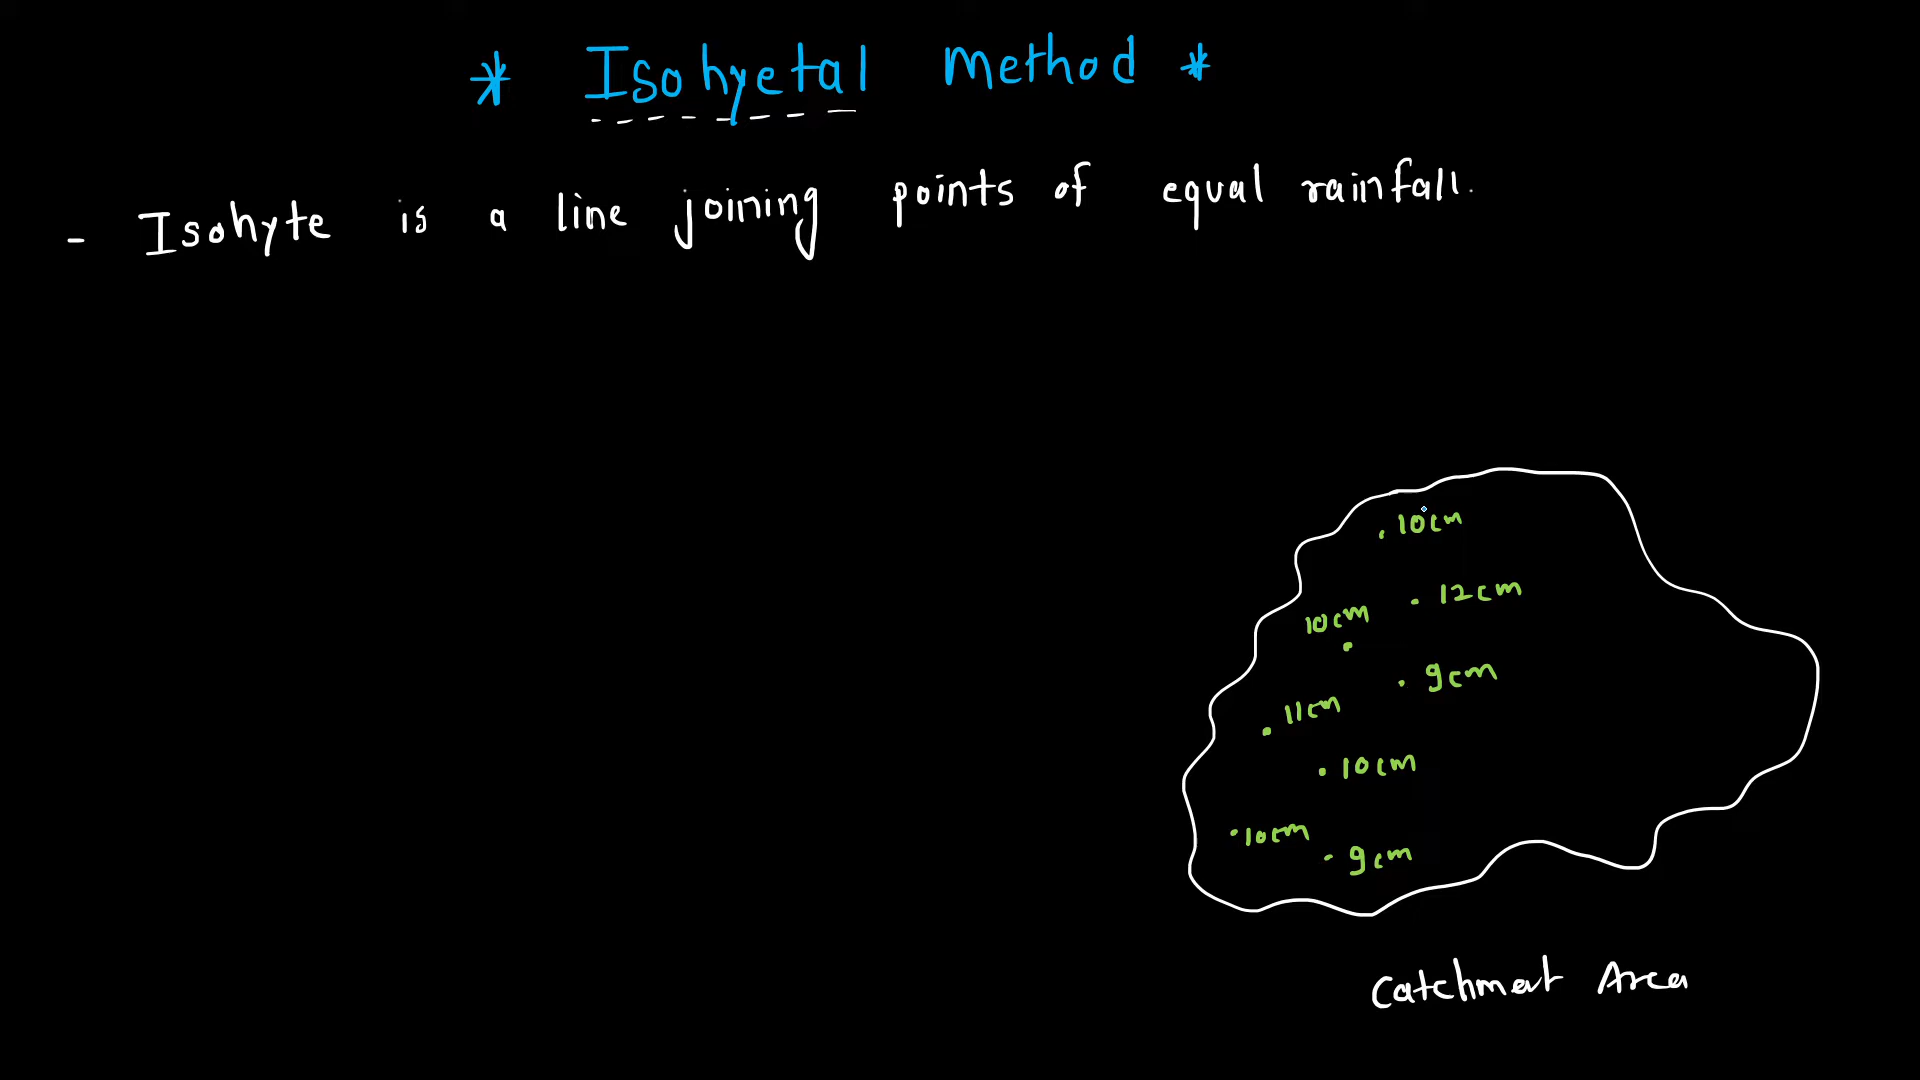 * Isohyetal Method *
- Isohyte is a line joining points of equal rainfall.
. 10cm
. 12cm
10cm
. 9cm
. 11cm
. 10cm
. 10cm
. 9cm
Catchment Area